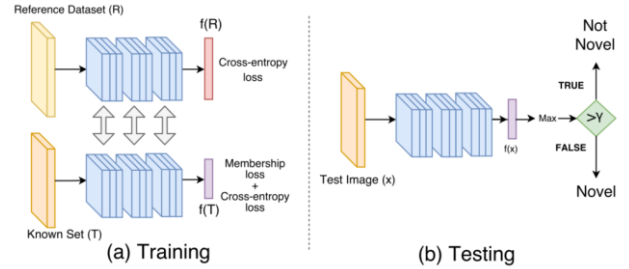 Reference Dataset (R)
f(R)
Cross-entropy
loss
Membership
loss
+
Cross-entropy
loss
f(T)
Known Set (T)
(a) Training
Not
Novel
TRUE
Max
>γ
f(x)
FALSE
Test Image (x)
Novel
(b) Testing